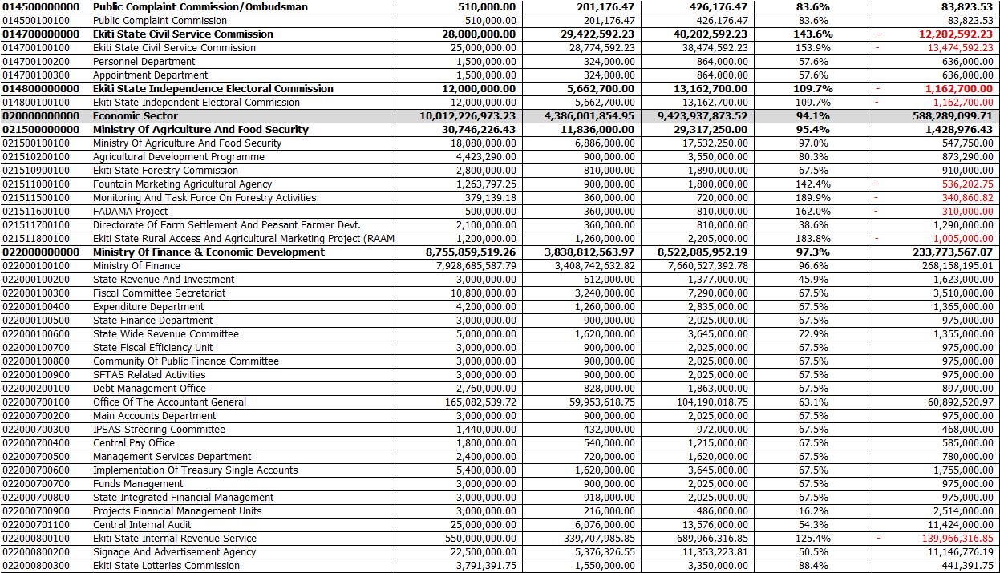 014500000000 Public Complaint Commission/Ombudsman 510,000.00 201,176.47 426,176.47 83.6% 83,823.53
014500100100 Public Complaint Commission 510,000.00 201,176.47 426,176.47 83.6% 83,823.53
014700000000 Ekiti State Civil Service Commission 28,000,000.00 29,422,592.23 40,202,592.23 143.6% - 12,202,592.23
014700100100 Ekiti State Civil Service Commission 25,000,000.00 28,774,592.23 38,474,592.23 153.9% - 13,474,592.23
014700100200 Personnel Department 1,500,000.00 324,000.00 864,000.00 57.6% 636,000.00
014700100300 Appointment Department 1,500,000.00 324,000.00 864,000.00 57.6% 636,000.00
014800000000 Ekiti State Independence Electoral Commission 12,000,000.00 5,662,700.00 13,162,700.00 109.7% - 1,162,700.00
014800100100 Ekiti State Independent Electoral Commission 12,000,000.00 5,662,700.00 13,162,700.00 109.7% - 1,162,700.00
020000000000 Economic Sector 10,012,226,973.23 4,386,001,854.95 9,423,937,873.52 94.1% 588,289,099.71
021500000000 Ministry Of Agriculture And Food Security 30,746,226.43 11,836,000.00 29,317,250.00 95.4% 1,428,976.43
021500100100 Ministry Of Agriculture And Food Security 18,080,000.00 6,886,000.00 17,532,250.00 97.0% 547,750.00
021510200100 Agricultural Development Programme 4,423,290.00 900,000.00 3,550,000.00 80.3% 873,290.00
021510900100 Ekiti State Forestry Commission 2,800,000.00 810,000.00 1,890,000.00 67.5% 910,000.00
021511000100 Fountain Marketing Agricultural Agency 1,263,797.25 900,000.00 1,800,000.00 142.4% - 536,202.75
021511500100 Monitoring And Task Force On Forestry Activities 379,139.18 360,000.00 720,000.00 189.9% - 340,860.82
021511600100 FADAMA Project 500,000.00 360,000.00 810,000.00 162.0% - 310,000.00
021511700100 Directorate Of Farm Settlement And Peasant Farmer Devt. 2,100,000.00 360,000.00 810,000.00 38.6% 1,290,000.00
021511800100 Ekiti State Rural Access And Agricultural Marketing Project (RAAM 1,200,000.00 1,260,000.00 2,205,000.00 183.8% - 1,005,000.00
022000000000 Ministry Of Finance & Economic Development 8,755,859,519.26 3,838,812,563.97 8,522,085,952.19 97.3% 233,773,567.07
022000100100 Ministry Of Finance 7,928,685,587.79 3,408,742,632.82 7,660,527,392.78 96.6% 268,158,195.01
022000100200 State Revenue And Investment 3,000,000.00 612,000.00 1,377,000.00 45.9% 1,623,000.00
022000100300 Fiscal Committee Secretariat 10,800,000.00 3,240,000.00 7,290,000.00 67.5% 3,510,000.00
022000100400 Expenditure Department 4,200,000.00 1,260,000.00 2,835,000.00 67.5% 1,365,000.00
022000100500 State Finance Department 3,000,000.00 900,000.00 2,025,000.00 67.5% 975,000.00
022000100600 State Wide Revenue Committee 5,000,000.00 1,620,000.00 3,645,000.00 72.9% 1,355,000.00
022000100700 State Fiscal Efficiency Unit 3,000,000.00 900,000.00 2,025,000.00 67.5% 975,000.00
022000100800 Community Of Public Finance Committee 3,000,000.00 900,000.00 2,025,000.00 67.5% 975,000.00
022000100900 SFTAS Related Activities 3,000,000.00 900,000.00 2,025,000.00 67.5% 975,000.00
022000200100 Debt Management Office 2,760,000.00 828,000.00 1,863,000.00 67.5% 897,000.00
022000700100 Office Of The Accountant General 165,082,539.72 59,953,618.75 104,190,018.75 63.1% 60,892,520.97
022000700200 Main Accounts Department 3,000,000.00 900,000.00 2,025,000.00 67.5% 975,000.00
022000700300 IPSAS Streering Coommittee 1,440,000.00 432,000.00 972,000.00 67.5% 468,000.00
022000700400 Central Pay Office 1,800,000.00 540,000.00 1,215,000.00 67.5% 585,000.00
022000700500 Management Services Department 2,400,000.00 720,000.00 1,620,000.00 67.5% 780,000.00
022000700600 Implementation Of Treasury Single Accounts 5,400,000.00 1,620,000.00 3,645,000.00 67.5% 1,755,000.00
022000700700 Funds Management 3,000,000.00 900,000.00 2,025,000.00 67.5% 975,000.00
022000700800 State Integrated Financial Management 3,000,000.00 918,000.00 2,025,000.00 67.5% 975,000.00
022000700900 Projects Financial Management Units 3,000,000.00 216,000.00 486,000.00 16.2% 2,514,000.00
022000701100 Central Internal Audit 25,000,000.00 6,076,000.00 13,576,000.00 54.3% 11,424,000.00
022000800100 Ekiti State Internal Revenue Service 550,000,000.00 339,707,985.85 689,966,316.85 125.4% - 139,966,316.85
022000800200 Signage And Advertisement Agency 22,500,000.00 5,376,326.55 11,353,223.81 50.5% 11,146,776.19
022000800300 Ekiti State Lotteries Commission 3,791,391.75 1,550,000.00 3,350,000.00 88.4% 441,391.75